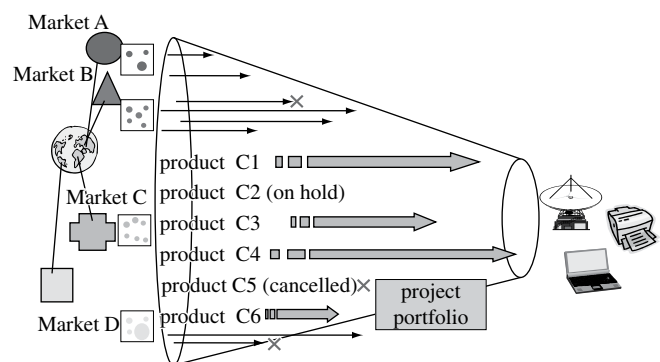 Market A
Market B
product C1
product C2 (on hold)
Market C
product C3
product C4
product C5 (cancelled)
project
portfolio
product C6
Market D